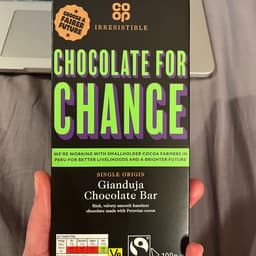 CHOOSE A
FAIRER
FUTURE
CO
OP
IRRESISTIBLE
CHOCOLATE FOR
CHANGE
WE'RE WORKING WITH SMALLHOLDER COCOA FARMERS IN
PERU FOR BETTER LIVELIHOODS AND A BRIGHTER FUTURE
SINGLE ORIGIN
Gianduja
Chocolate Bar
Rich, velvety-smooth hazelnut
chocolate made with Peruvian cocoa
100g